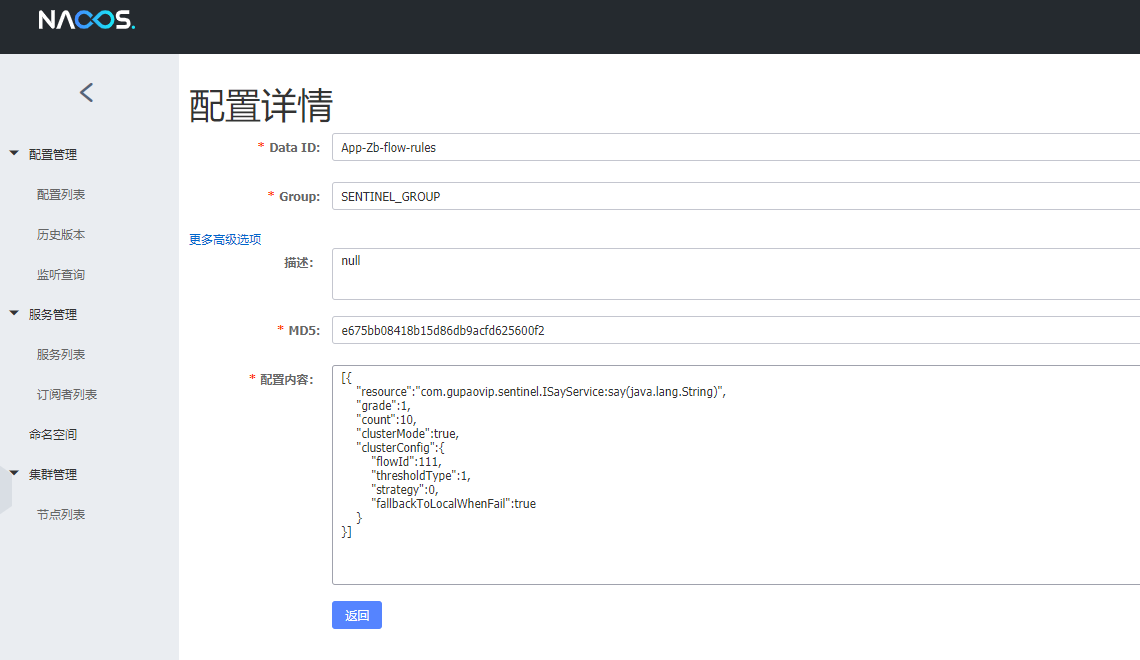 NACOS.
配置详情
配置管理
配置列表
历史版本
监听查询
服务管理
服务列表
订阅者列表
命名空间
集群管理
节点列表
* Data ID: App-Zb-flow-rules
* Group: SENTINEL_GROUP
更多高级选项
描述: null
* MD5: e675bb08418b15d86db9acfd625600f2
* 配置内容: [{
"resource":"com.gupaovip.sentinel.ISayService:say(java.lang.String)",
"grade":1,
"count":10,
"clusterMode":true,
"clusterConfig":{
"flowId":111,
"thresholdType":1,
"strategy":0,
"fallbackToLocalWhenFail":true
}
}]
返回